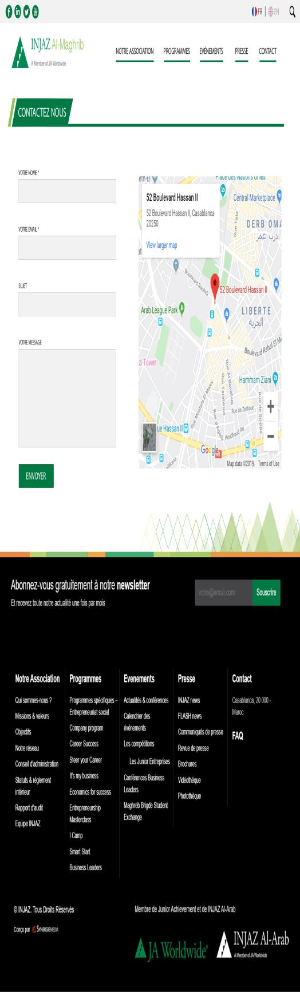 FR | EN
INJAZ Al-Maghrib
A Member of JA Worldwide
NOTRE ASSOCIATION PROGRAMMES EVÉNEMENTS PRESSE CONTACT
CONTACTEZ NOUS
VOTRE NOME *
VOTRE EMAIL *
SUJET
VOTRE MESSAGE
ENVOYER
Place des Nations Unies
52 Boulevard Hassan II
52 Boulevard Hassan II, Casablanca
20250
View larger map
Central Marketplace
Rue Tata
DERB OMA
درب عمر
Boulevard Rachidi
52 Boulevard Hassan II
Arab League Park
LIBERTE
الحرية
Boulevard Rahal El M
zi Tower
Hammam Ziani
Rue Al Banafsaj
Rue Tarablous
Rue Mostafa El Maani
Rue de Zerhoun
Rue de Suippe
Rue d'Agadir
Houdhoud Rd
ue Hassan II
Google
Map data ©2019 Terms of Use
Abonnez-vous gratuitement à notre newsletter
Et recevez toute notre actualité une fois par mois
votre@email.com
Souscrire
Notre Association
Qui sommes-nous ?
Missions & valeurs
Objectifs
Notre réseau
Conseil d'administration
Statuts & réglement
intérieur
Rapport d'audit
Equipe INJAZ
Programmes
Programmes spécifiques –
Entrepreneuriat social
Company program
Career Success
Steer your Career
It's my business
Economics for success
Entrepreneurship
Masterclass
I Camp
Smart Start
Business Leaders
Evenements
Actualités & conférences
Calendrier des
événements
Les compétitions
Les Junior Entreprises
Conférences Business
Leaders
Maghreb Brigde Student
Exchange
Presse
INJAZ news
FLASH news
Communiqués de presse
Revue de presse
Brochures
Vidéothèque
Photothèque
Contact
Casablanca, 20 000 -
Maroc
FAQ
© INJAZ. Tous Droits Réservés
Conçu par SYNERGIE MEDIA
Membre de Junior Achievement et de INJAZ Al-Arab
JA Worldwide®
INJAZ Al-Arab
A Member of JA Worldwide